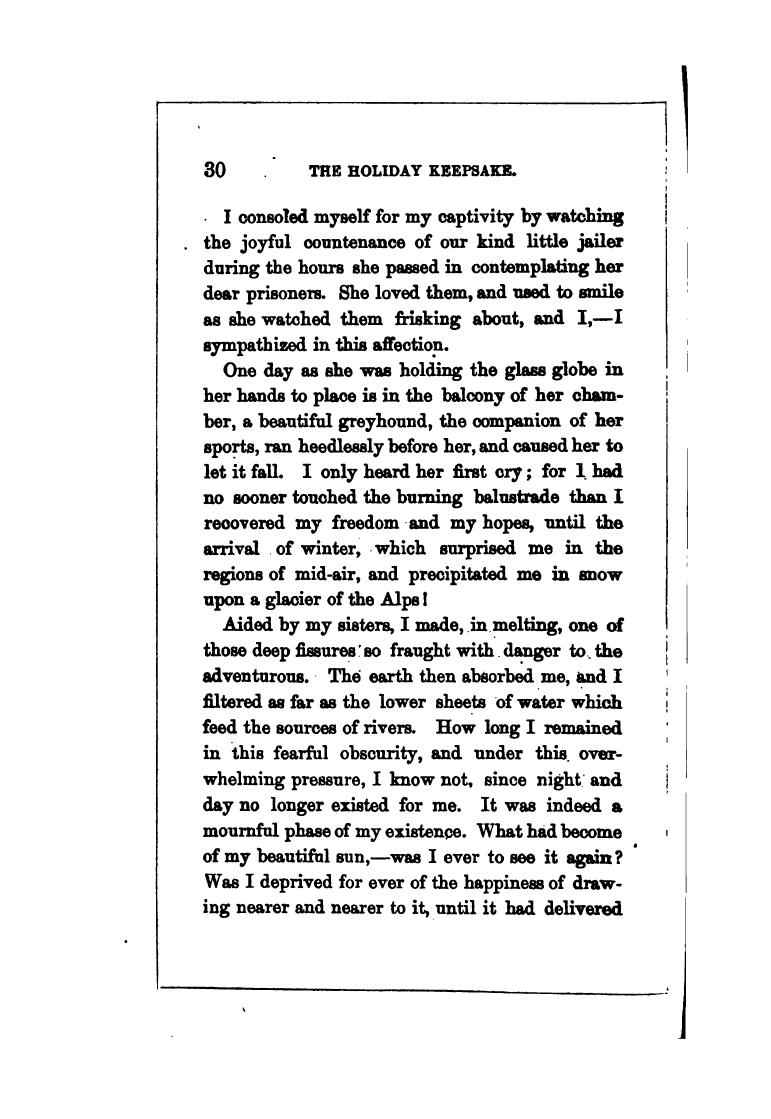 30 THE HOLIDAY KEEPSAKE.
I consoled myself for my captivity by watching
the joyful countenance of our kind little jailer
during the hours she passed in contemplating her
dear prisoners. She loved them, and used to smile
as she watched them frisking about, and I,—I
sympathized in this affection.
One day as she was holding the glass globe in
her hands to place is in the balcony of her cham-
ber, a beautiful greyhound, the companion of her
sports, ran heedlessly before her, and caused her to
let it fall. I only heard her first cry; for I had
no sooner touched the burning balustrade than I
recovered my freedom and my hopes, until the
arrival of winter, which surprised me in the
regions of mid-air, and precipitated me in snow
upon a glacier of the Alps!
Aided by my sisters, I made, in melting, one of
those deep fissures so fraught with danger to the
adventurous. The earth then absorbed me, and I
filtered as far as the lower sheets of water which
feed the sources of rivers. How long I remained
in this fearful obscurity, and under this over-
whelming pressure, I know not, since night and
day no longer existed for me. It was indeed a
mournful phase of my existence. What had become
of my beautiful sun,—was I ever to see it again?
Was I deprived for ever of the happiness of draw-
ing nearer and nearer to it, until it had delivered